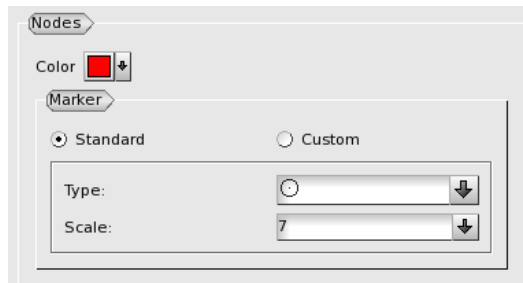 Nodes
Color
Marker
Standard Custom
Type:
Scale: 7